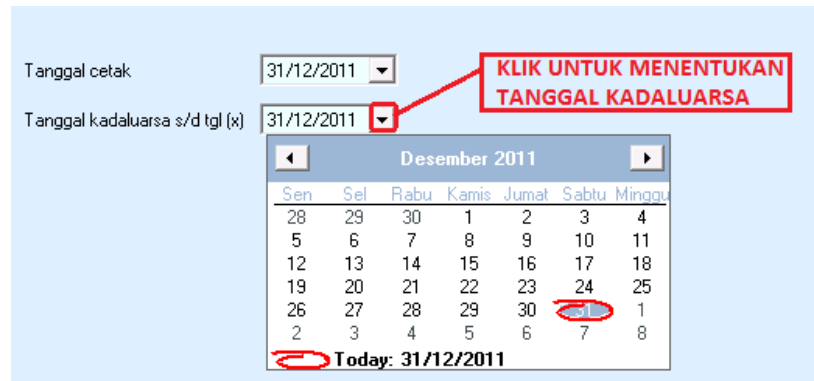 Tanggal cetak 31/12/2011
KLIK UNTUK MENENTUKAN
TANGGAL KADALUARSA
Tanggal kadaluarsa s/d tgl (x) 31/12/2011
Desember 2011
Sen Sel Rabu Kamis Jumat Sabtu Minggu
28 29 30 1 2 3 4
5 6 7 8 9 10 11
12 13 14 15 16 17 18
19 20 21 22 23 24 25
26 27 28 29 30 31 1
2 3 4 5 6 7 8
Today: 31/12/2011